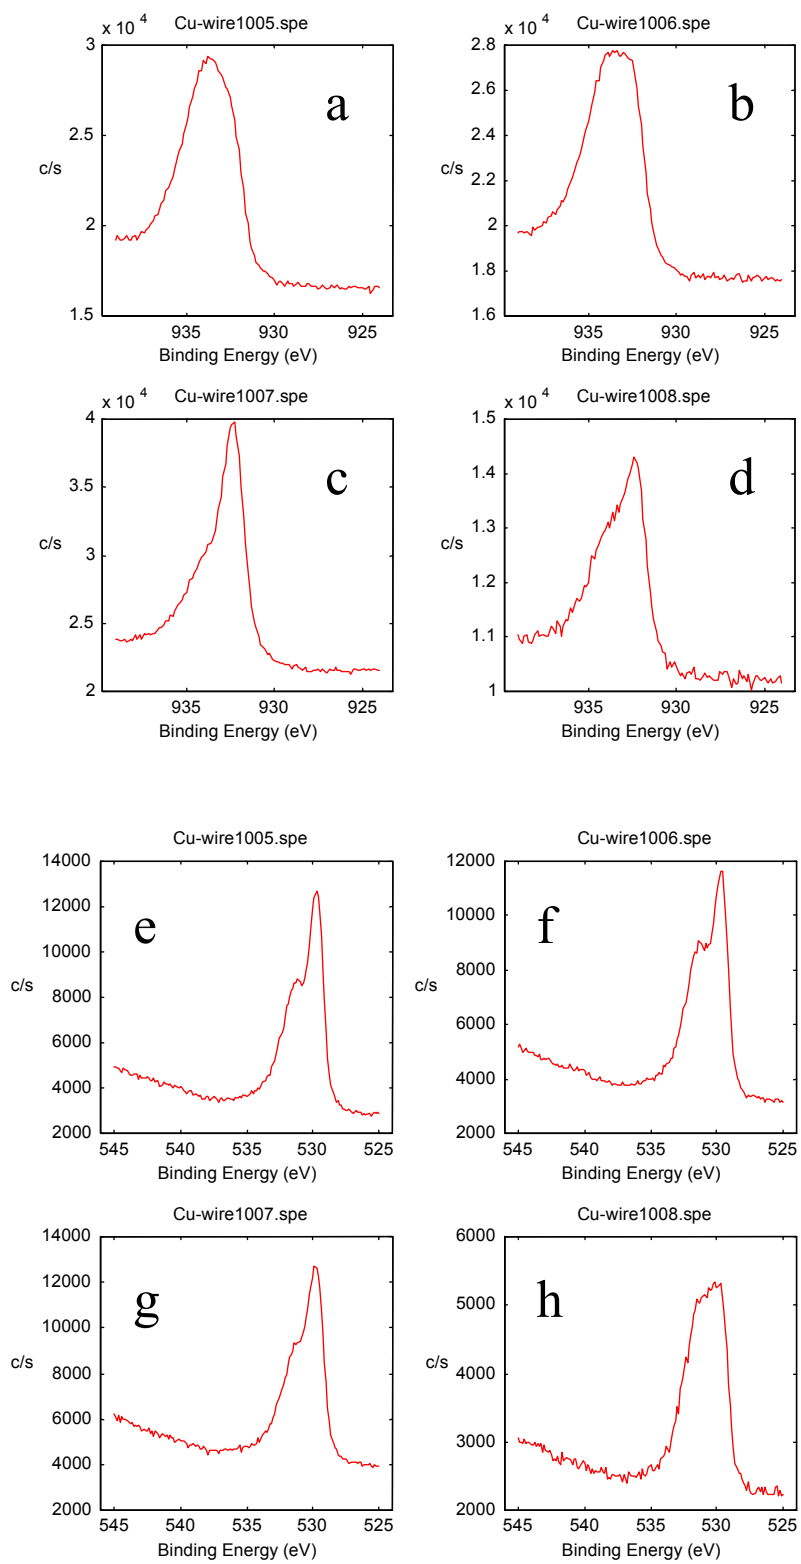 Cu-wire1005.spe
x 10 4
3
2.5
2
1.5
c/s
a
935 930 925
Binding Energy (eV)
Cu-wire1006.spe
x 10 4
2.8
2.6
2.4
2.2
2
1.8
1.6
c/s
b
935 930 925
Binding Energy (eV)
Cu-wire1007.spe
x 10 4
4
3.5
3
2.5
2
c/s
c
935 930 925
Binding Energy (eV)
Cu-wire1008.spe
x 10 4
1.5
1.4
1.3
1.2
1.1
1
c/s
d
935 930 925
Binding Energy (eV)
Cu-wire1005.spe
14000
12000
10000
8000
6000
4000
2000
c/s
e
545 540 535 530 525
Binding Energy (eV)
Cu-wire1006.spe
12000
10000
8000
6000
4000
2000
c/s
f
545 540 535 530 525
Binding Energy (eV)
Cu-wire1007.spe
14000
12000
10000
8000
6000
4000
2000
c/s
g
545 540 535 530 525
Binding Energy (eV)
Cu-wire1008.spe
6000
5000
4000
3000
2000
c/s
h
545 540 535 530 525
Binding Energy (eV)